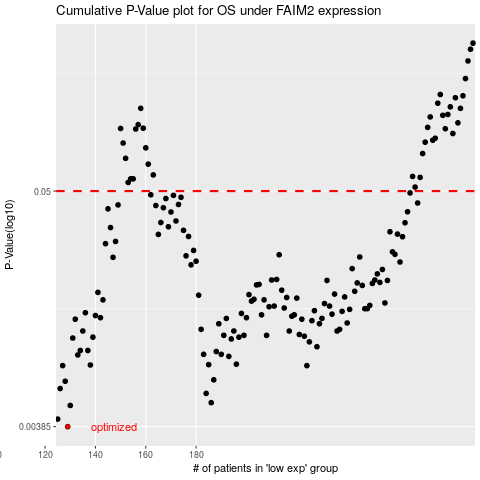 Cumulative P-Value plot for OS under FAIM2 expression
P-Value(log10)
0.05
0.00385
optimized
0 120 140 160 180
# of patients in 'low exp' group